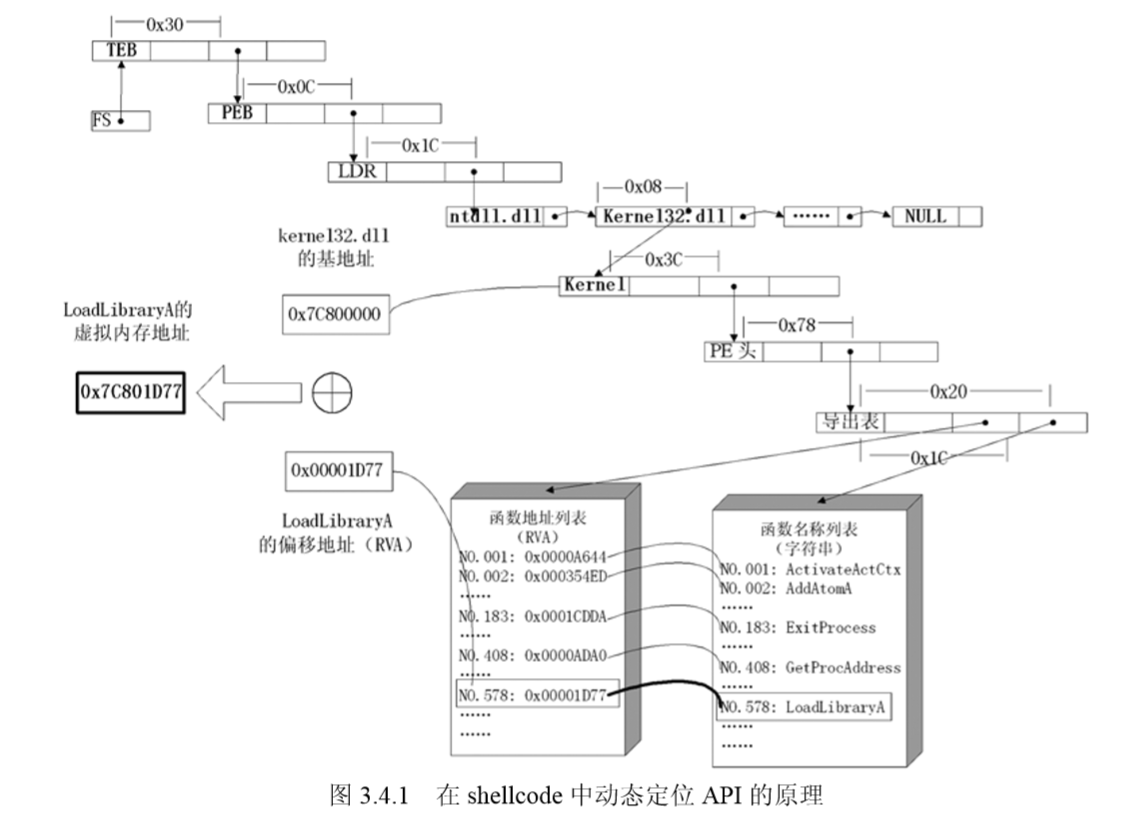 0x30
TEB
0x0C
FS
PEB
0x1C
LDR
0x08
ntdll.dll
Kernel32.dll
……
NULL
kernel32.dll
的基地址
0x3C
Kernel
0x7C800000
LoadLibraryA的
虚拟内存地址
0x78
PE 头
0x7C801D77
0x20
导出表
0x1C
0x00001D77
LoadLibraryA
的偏移地址（RVA）
函数地址列表
（RVA）
NO.001: 0x0000A644
NO.002: 0x000354ED
……
NO.183: 0x0001CDDA
……
NO.408: 0x0000ADA0
……
NO.578: 0x00001D77
……
……
函数名称列表
（字符串）
NO.001: ActivateActCtx
NO.002: AddAtomA
……
NO.183: ExitProcess
……
NO.408: GetProcAddress
……
NO.578: LoadLibraryA
……
……
图 3.4.1 在 shellcode 中动态定位 API 的原理